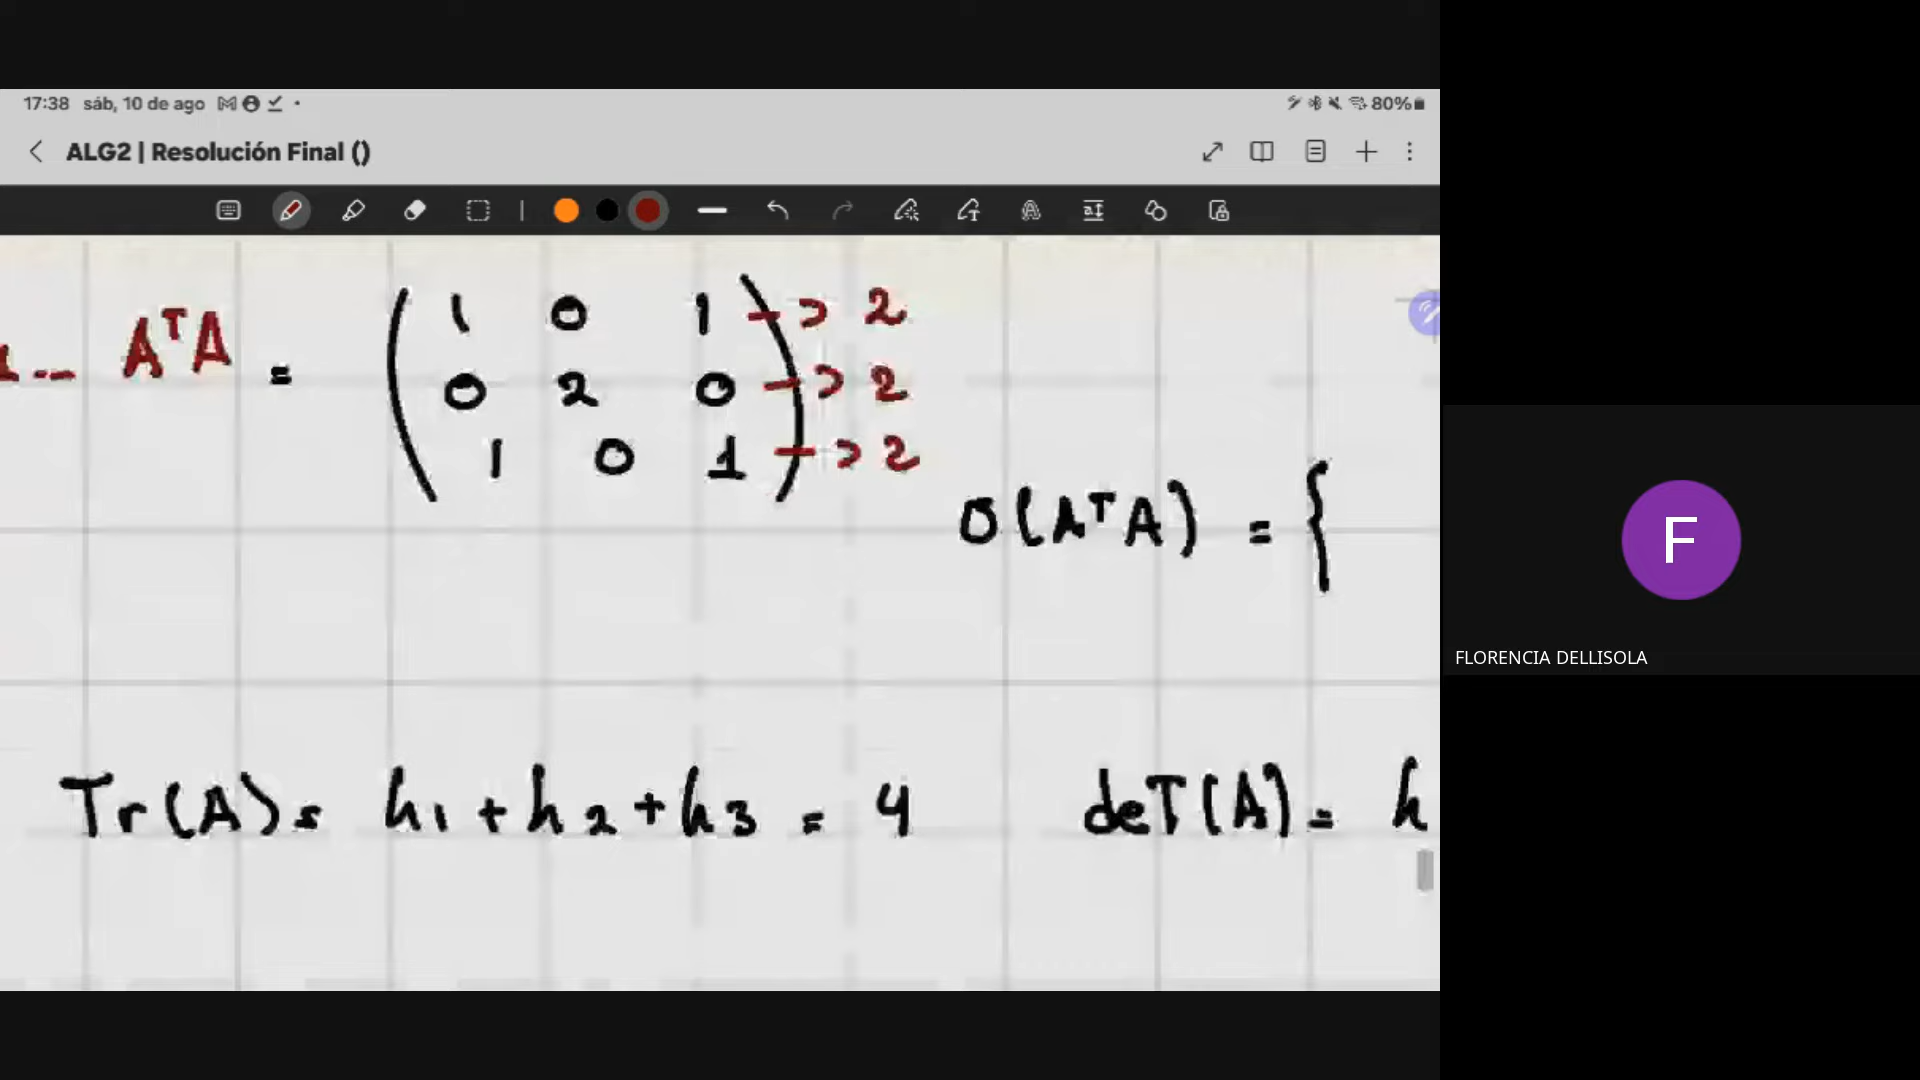 17:38 sáb, 10 de ago
80%
ALG2 | Resolución Final ()
AᵀA = ( 1 0 1 ) -> 2
0 2 0 -> 2
1 0 1 -> 2
σ(AᵀA) = {
Tr(A) = λ1 + λ2 + λ3 = 4 deT(A) = λ
F
FLORENCIA DELLISOLA